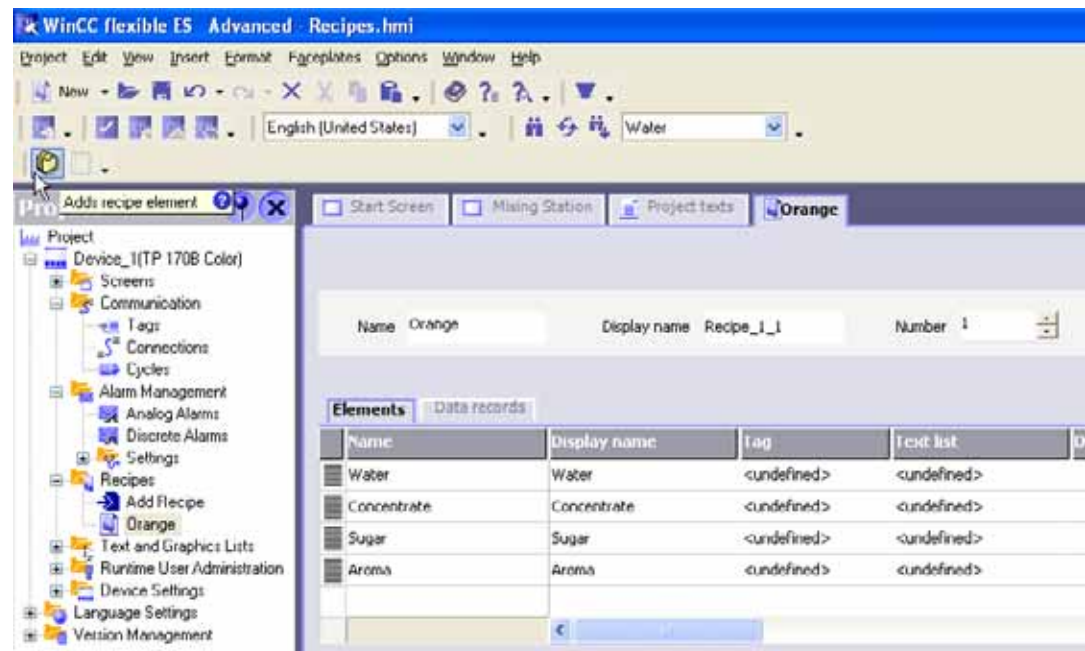 WinCC flexible ES Advanced - Recipes.hmi
Project Edit View Insert Format Faceplates Options Window Help
New
English (United States) Water
Adds recipe element
Pro
Start Screen Mixing Station Project texts Orange
Project
Device_1(TP 170B Color)
Screens
Communication
Tags
Connections
Cycles
Alarm Management
Analog Alarms
Discrete Alarms
Settings
Recipes
Add Recipe
Orange
Text and Graphics Lists
Runtime User Administration
Device Settings
Language Settings
Version Management
Name Orange Display name Recipe_1_1 Number 1
Elements Data records
Name Display name Tag Text list D
Water Water <undefined> <undefined>
Concentrate Concentrate <undefined> <undefined>
Sugar Sugar <undefined> <undefined>
Aroma Aroma <undefined> <undefined>